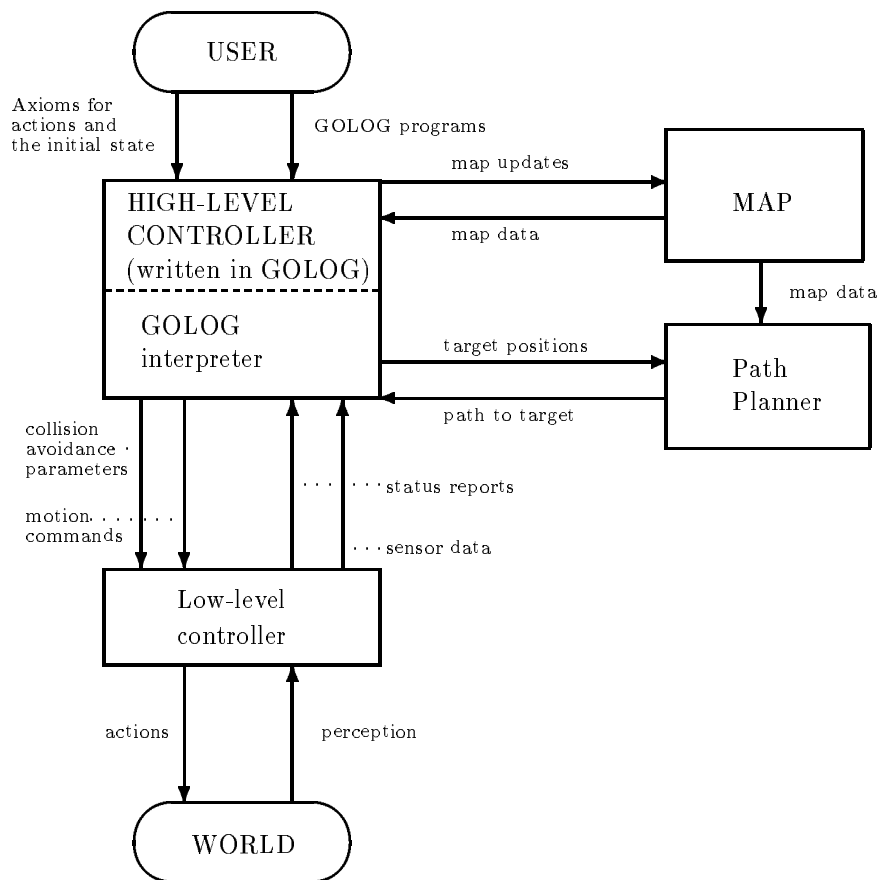 USER
Axioms for
actions and
the initial state
GOLOG programs
map updates
HIGH-LEVEL
CONTROLLER
(written in GOLOG)
MAP
map data
map data
GOLOG
interpreter
target positions
Path
Planner
path to target
collision
avoidance
parameters
status reports
motion
commands
sensor data
Low-level
controller
actions
perception
WORLD